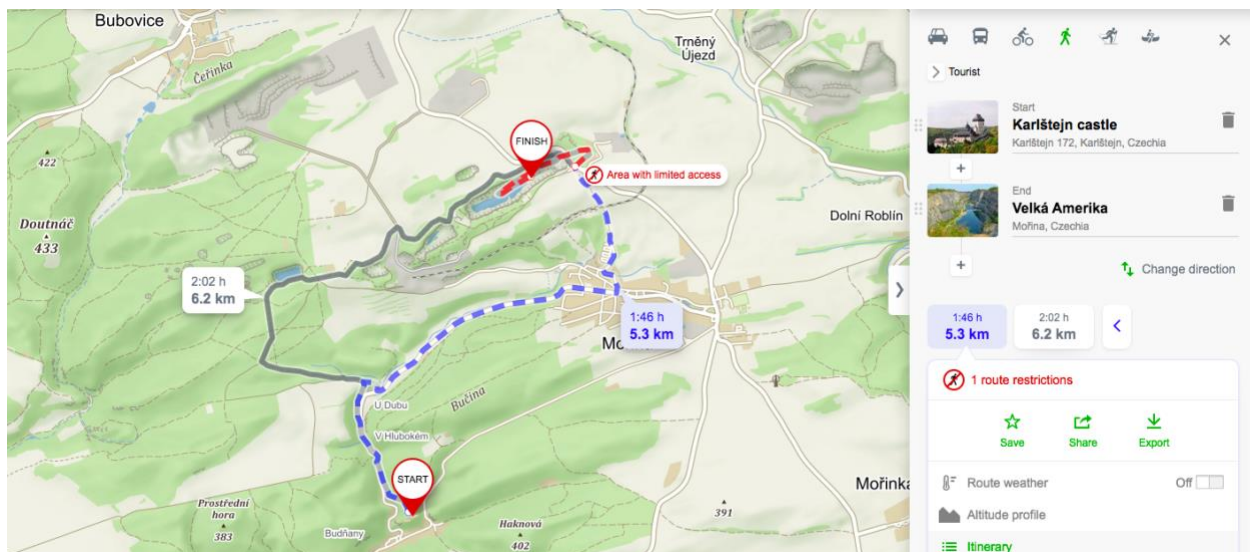 Bubovice
Čeřinka
Trněný
Újezd
FINISH
Area with limited access
422
Doutnáč
433
Dolní Roblín
2:02 h
6.2 km
1:46 h
5.3 km
U Dubu
Bučina
V Hlubokém
START
Mořinka
Prostřední
hora
383
Budňany
Haknová
402
391
Tourist
Start
Karlštejn castle
Karlštejn 172, Karlštejn, Czechia
+
End
Velká Amerika
Mořina, Czechia
+
Change direction
1:46 h
5.3 km
2:02 h
6.2 km
1 route restrictions
Save
Share
Export
Route weather
Off
Altitude profile
Itinerary